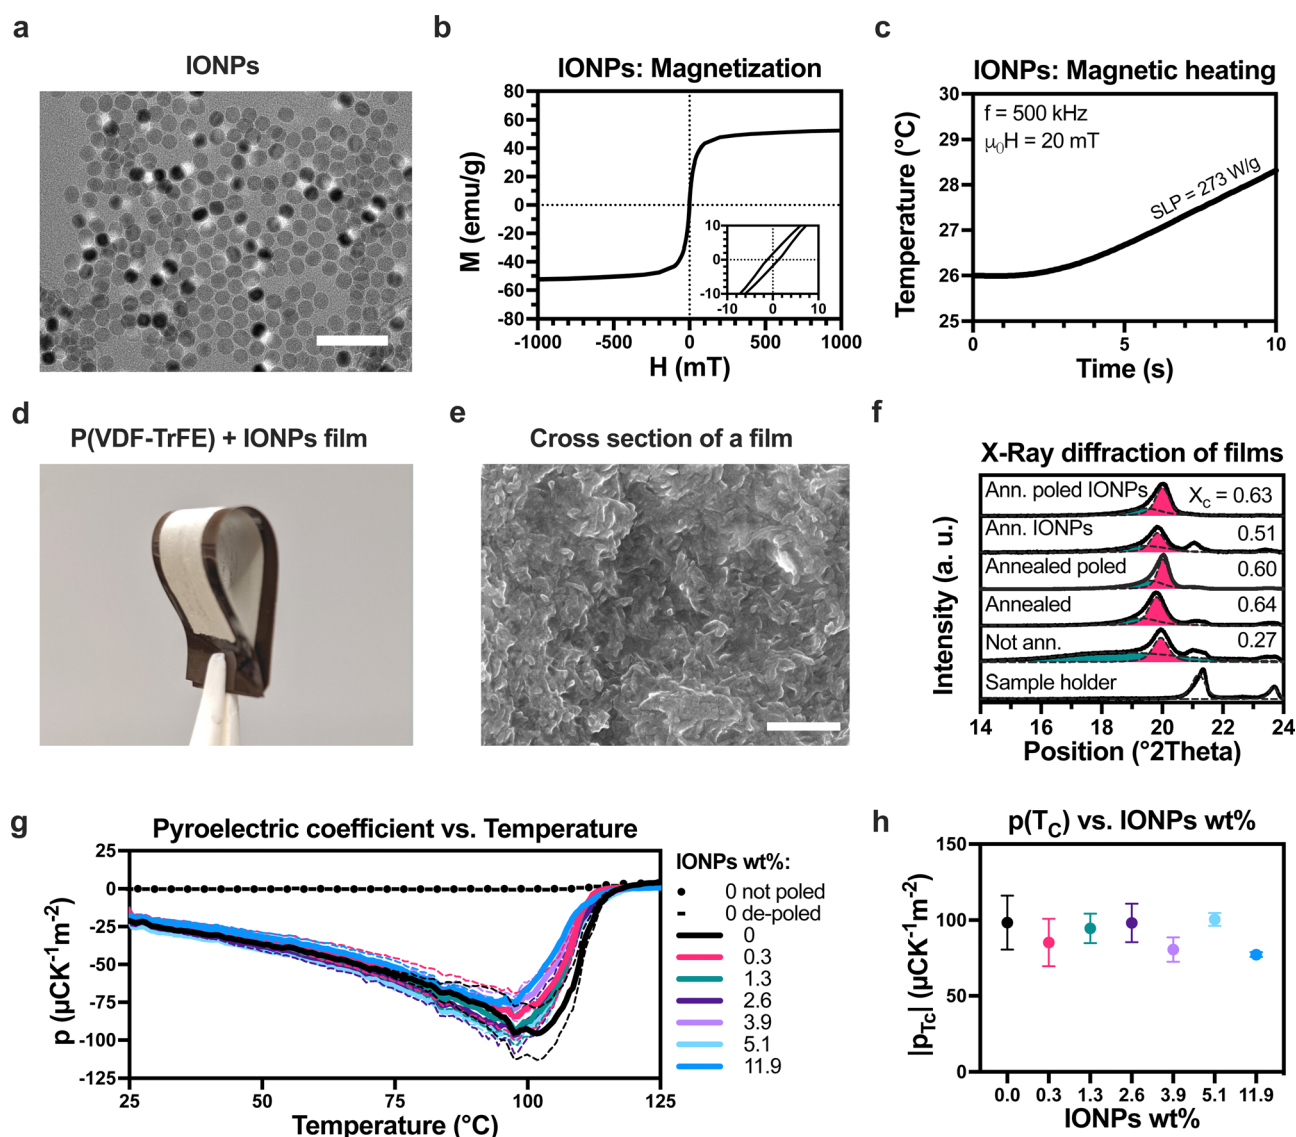 a
IONPs
b
IONPs: Magnetization
M (emu/g)
80
60
40
20
0
-20
-40
-60
-80
10
0
-10
-10
0
10
-1000
-500
0
500
1000
H (mT)
c
IONPs: Magnetic heating
Temperature (°C)
30
29
28
27
26
25
f = 500 kHz
μ₀H = 20 mT
SLP = 273 W/g
0
5
10
Time (s)
d
P(VDF-TrFE) + IONPs film
e
Cross section of a film
f
X-Ray diffraction of films
Intensity (a. u.)
Ann. poled IONPs
X_c = 0.63
Ann. IONPs
0.51
Annealed poled
0.60
Annealed
0.64
Not ann.
0.27
Sample holder
14
16
18
20
22
24
Position (°2Theta)
g
Pyroelectric coefficient vs. Temperature
p (μCK⁻¹m⁻²)
25
0
-25
-50
-75
-100
-125
25
50
75
100
125
Temperature (°C)
IONPs wt%:
0 not poled
0 de-poled
0
0.3
1.3
2.6
3.9
5.1
11.9
h
p(T_C) vs. IONPs wt%
|p_Tc| (μCK⁻¹m⁻²)
150
100
50
0
0.0
0.3
1.3
2.6
3.9
5.1
11.9
IONPs wt%